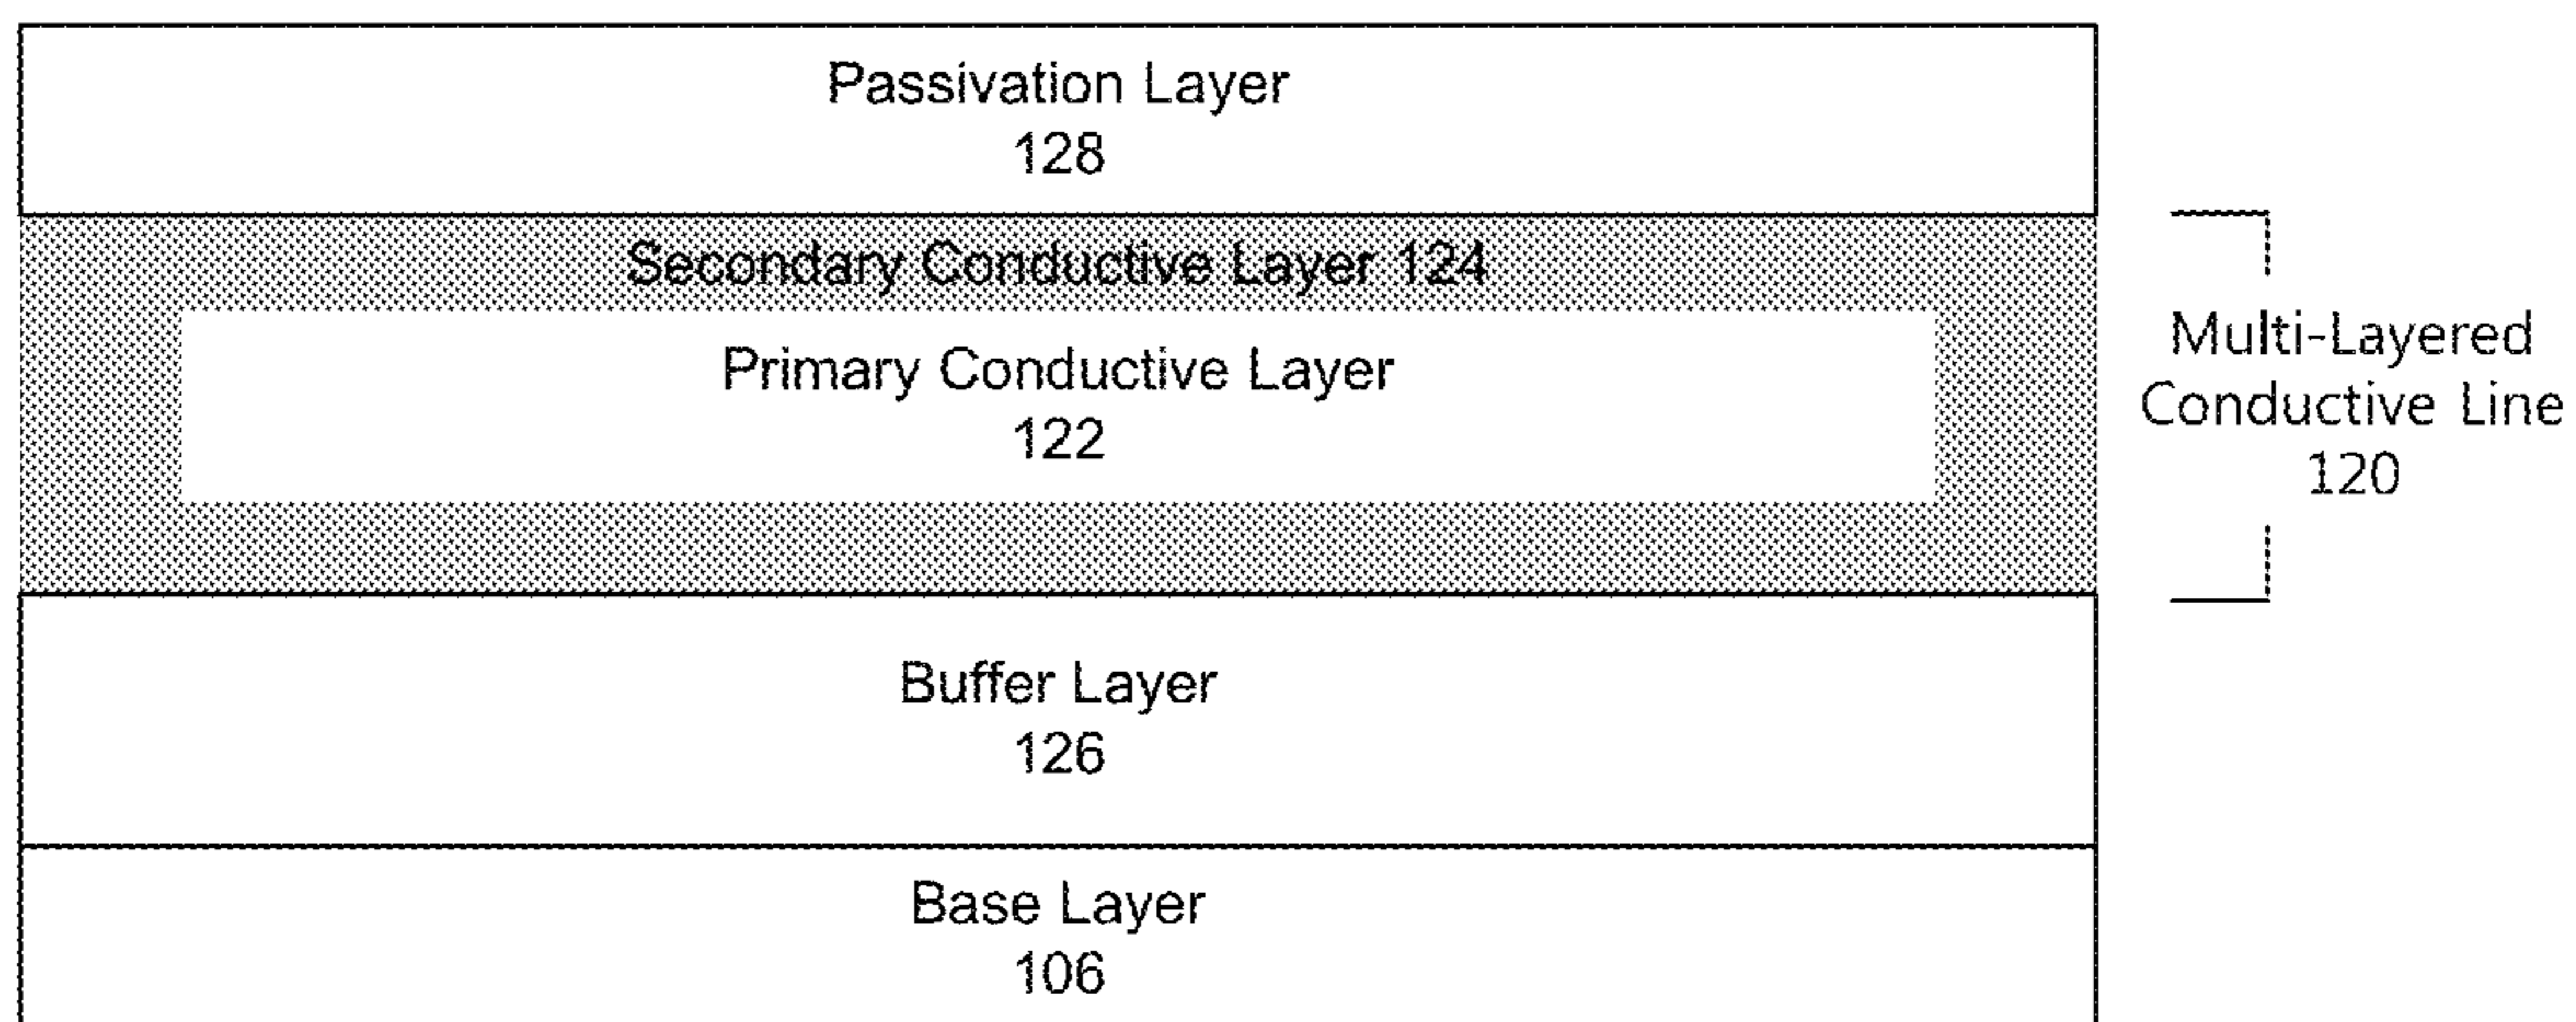 Passivation Layer
128
Secondary Conductive Layer 124
Primary Conductive Layer
122
Multi-Layered
Conductive Line
120
Buffer Layer
126
Base Layer
106